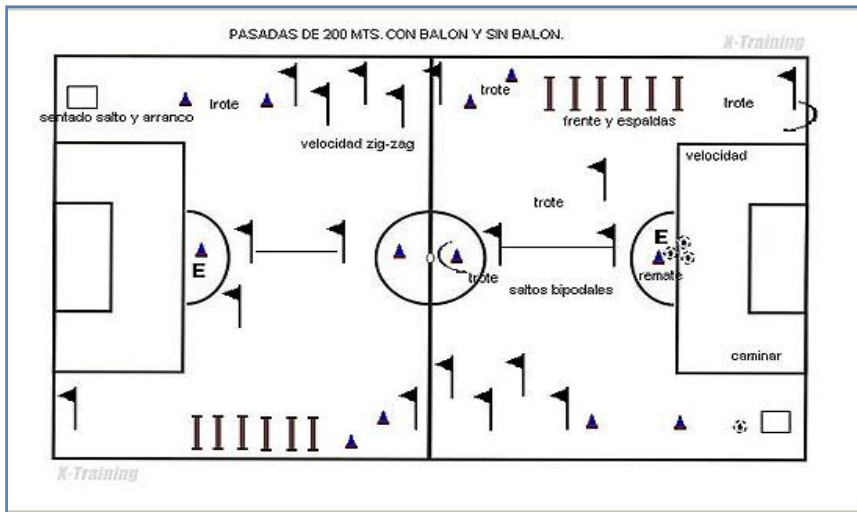 PASADAS DE 200 MTS. CON BALON Y SIN BALON.
X-Training
trote
trote
trote
sentado salto y arranco
frente y espaldas
velocidad zig-zag
velocidad
trote
E
E
trote
remate
saltos bipodales
caminar
X-Training